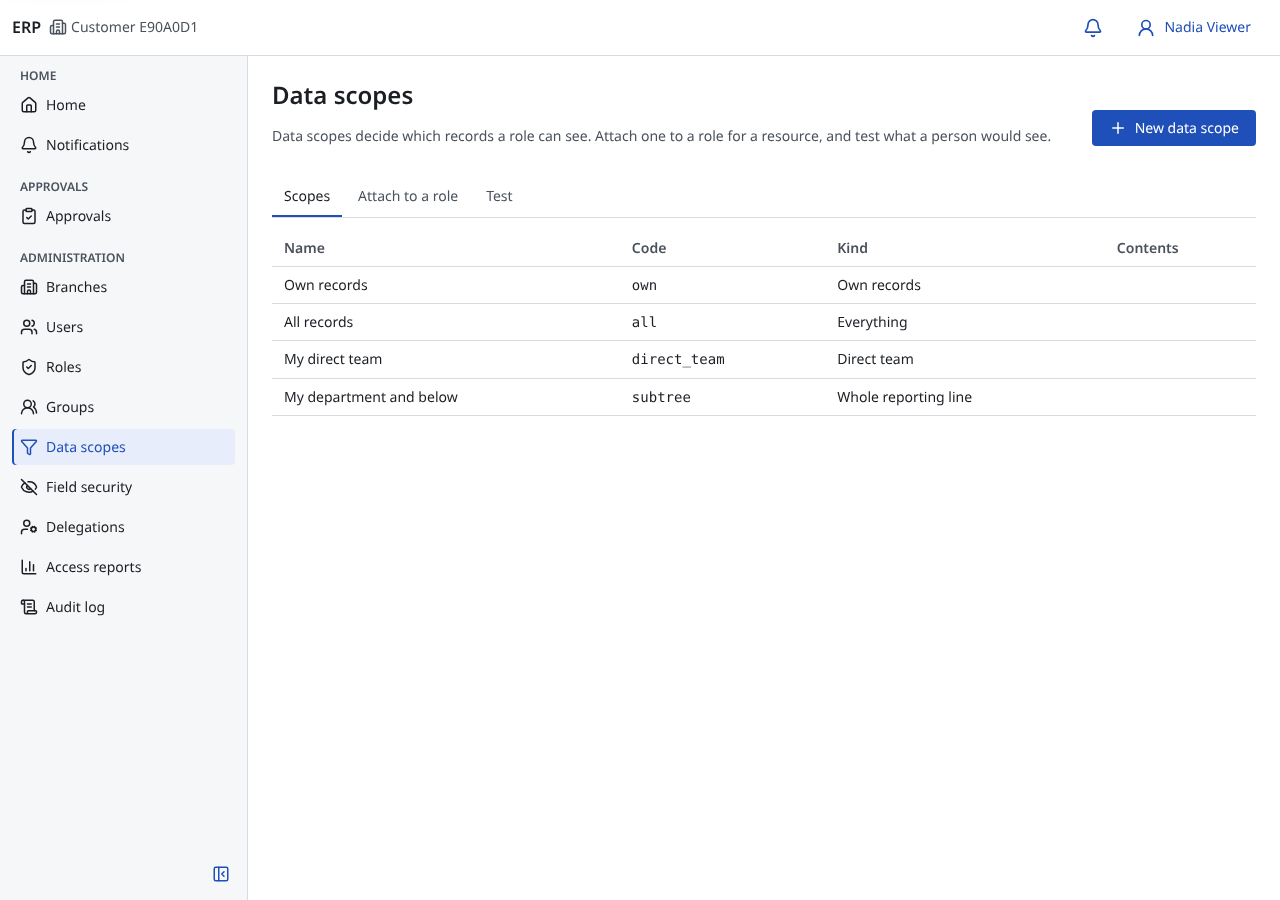 ERP Customer E90A0D1 Nadia Viewer
HOME
Home
Notifications
APPROVALS
Approvals
ADMINISTRATION
Branches
Users
Roles
Groups
Data scopes
Field security
Delegations
Access reports
Audit log
Data scopes
Data scopes decide which records a role can see. Attach one to a role for a resource, and test what a person would see.
New data scope
Scopes Attach to a role Test
Name Code Kind Contents
Own records own Own records
All records all Everything
My direct team direct_team Direct team
My department and below subtree Whole reporting line